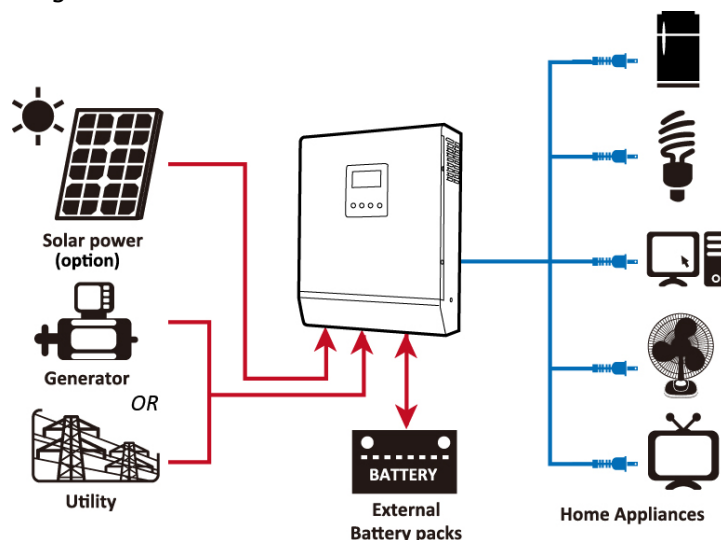 Solar power
(option)
Generator
OR
Utility
BATTERY
External
Battery packs
Home Appliances